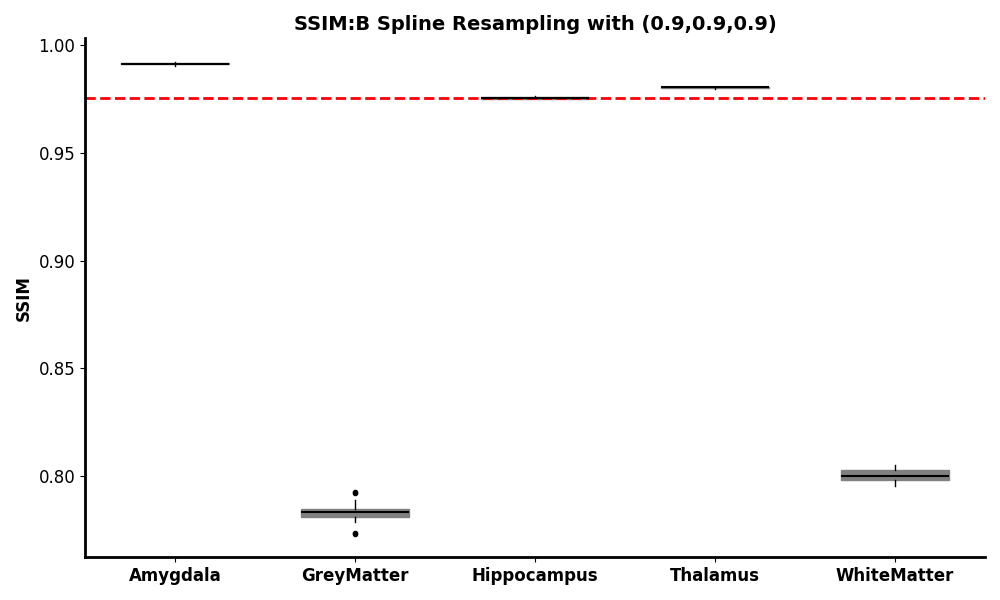 SSIM:B Spline Resampling with (0.9,0.9,0.9)
1.00
0.95
0.90
0.85
0.80
SSIM
Amygdala GreyMatter Hippocampus Thalamus WhiteMatter